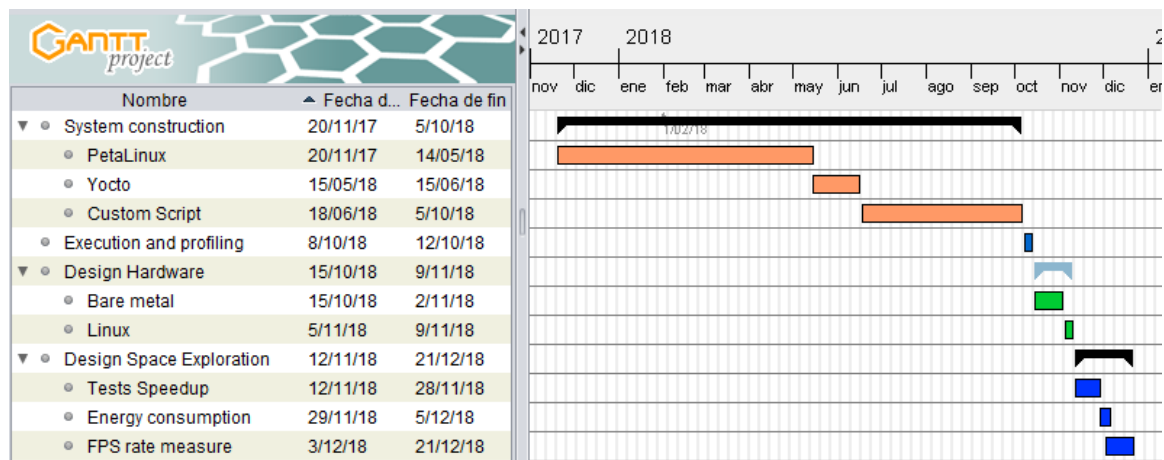 GANTT
project
2017 2018 2
nov dic ene feb mar abr may jun jul ago sep oct nov dic er
Nombre Fecha d... Fecha de fin
System construction 20/11/17 5/10/18
1/02/18
PetaLinux 20/11/17 14/05/18
Yocto 15/05/18 15/06/18
Custom Script 18/06/18 5/10/18
Execution and profiling 8/10/18 12/10/18
Design Hardware 15/10/18 9/11/18
Bare metal 15/10/18 2/11/18
Linux 5/11/18 9/11/18
Design Space Exploration 12/11/18 21/12/18
Tests Speedup 12/11/18 28/11/18
Energy consumption 29/11/18 5/12/18
FPS rate measure 3/12/18 21/12/18